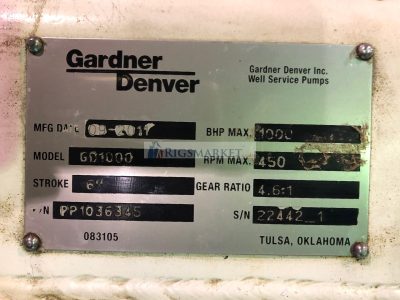 Gardner Denver
Gardner Denver Inc.
Well Service Pumps
MFG DATE BHP MAX. 1000
MODEL GD1000 RPM MAX. 450
RIGSMARKET
STROKE 6" GEAR RATIO 4.6:1
P/N PP1036345 S/N 22442_1
083105 TULSA, OKLAHOMA